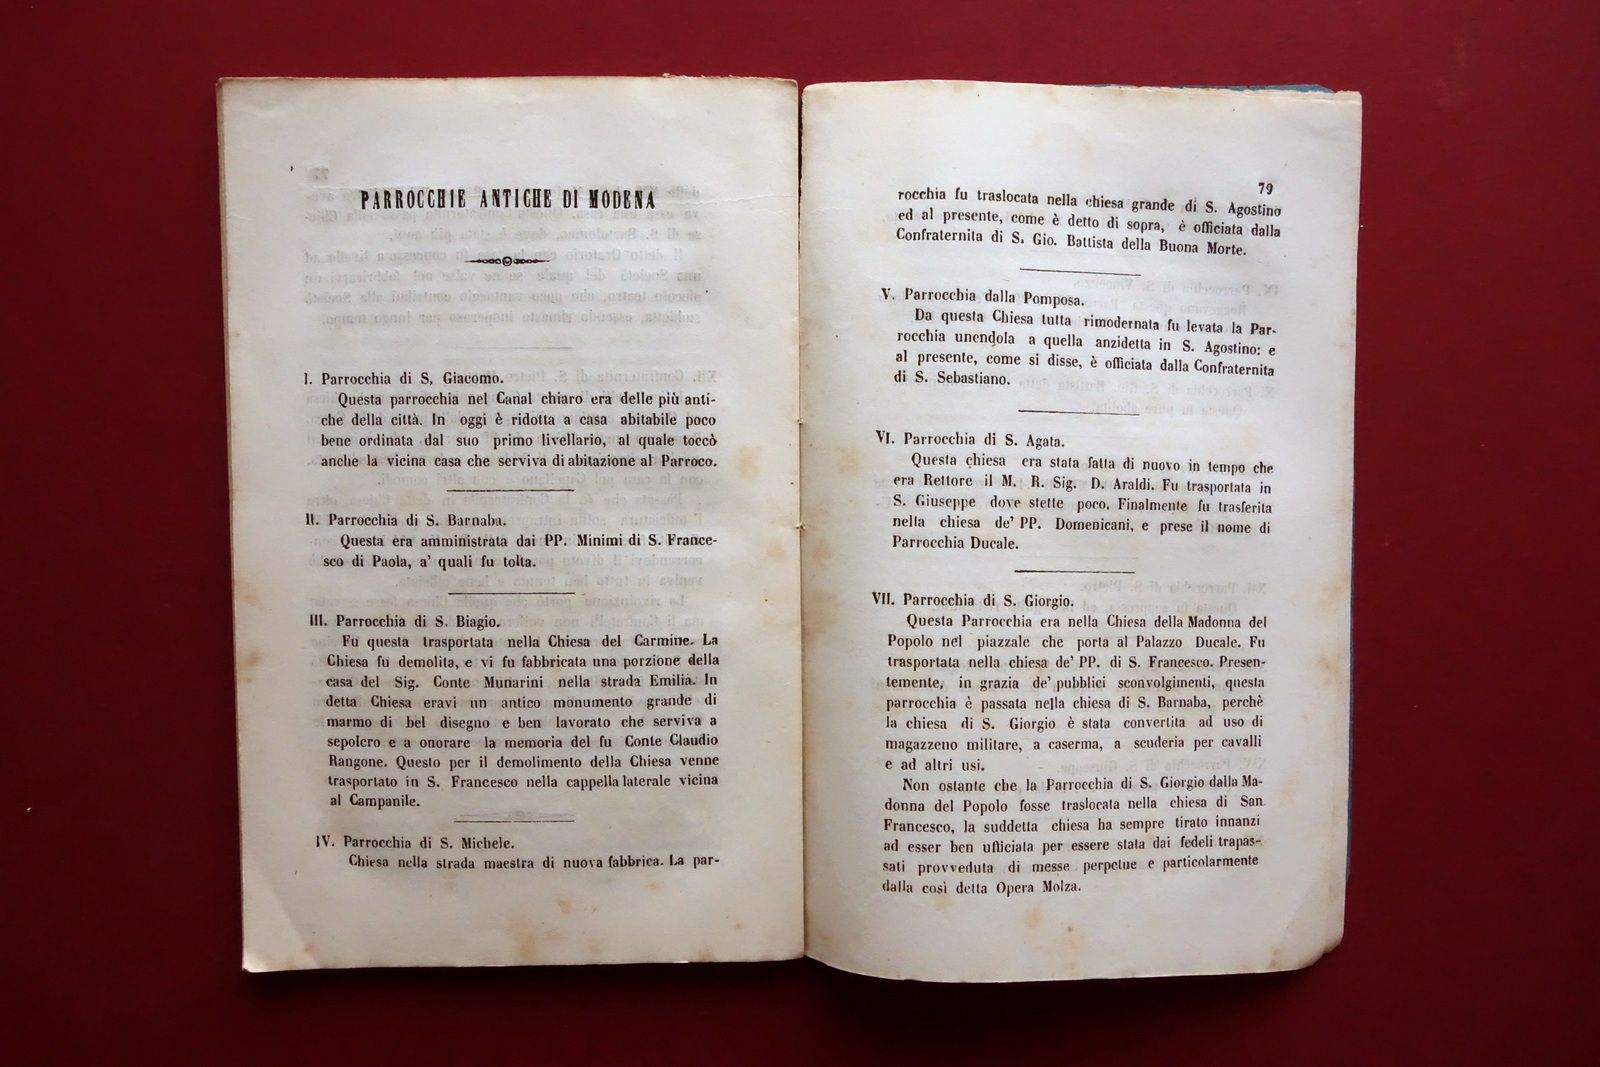 PARROCCHIE ANTICHE DI MODENA
I. Parrocchia di S, Giacomo.
Questa parrocchia nel Canal chiaro era delle più anti-
che della città. In oggi è ridotta a casa abitabile poco
bene ordinata dal suo primo livellario, al quale toccò
anche la vicina casa che serviva di abitazione al Parroco.
II. Parrocchia di S. Barnaba.
Questa era amministrata dai PP. Minimi di S. France-
sco di Paola, a' quali fu tolta.
III. Parrocchia di S. Biagio.
Fu questa trasportata nella Chiesa del Carmine. La
Chiesa fu demolita, e vi fu fabbricata una porzione della
casa del Sig. Conte Munarini nella strada Emilia. In
detta Chiesa eravi un antico monumento grande di
marmo di bel disegno e ben lavorato che serviva a
sepolcro e a onorare la memoria del fu Conte Claudio
Rangone. Questo per il demolimento della Chiesa venne
trasportato in S. Francesco nella cappella laterale vicina
al Campanile.
IV. Parrocchia di S. Michele.
Chiesa nella strada maestra di nuova fabbrica. La par-
79
rocchia fu traslocata nella chiesa grande di S. Agostino
ed al presente, come è detto di sopra, è officiata dalla
Confraternita di S. Gio. Battista della Buona Morte.
V. Parrocchia dalla Pomposa.
Da questa Chiesa tutta rimodernata fu levata la Par-
rocchia unendola a quella anzidetta in S. Agostino: e
al presente, come si disse, è officiata dalla Confraternita
di S. Sebastiano.
VI. Parrocchia di S. Agata.
Questa chiesa era stata fatta di nuovo in tempo che
era Rettore il M. R. Sig. D. Araldi. Fu trasportata in
S. Giuseppe dove stette poco. Finalmente fu trasferita
nella chiesa de' PP. Domenicani, e prese il nome di
Parrocchia Ducale.
VII. Parrocchia di S. Giorgio.
Questa Parrocchia era nella Chiesa della Madonna del
Popolo nel piazzale che porta al Palazzo Ducale. Fu
trasportata nella chiesa de' PP. di S. Francesco. Presen-
temente, in grazia de' pubblici sconvolgimenti, questa
parrocchia è passata nella chiesa di S. Barnaba, perchè
la chiesa di S. Giorgio è stata convertita ad uso di
magazzeno militare, a caserma, a scuderia per cavalli
e ad altri usi.
Non ostante che la Parrocchia di S. Giorgio dalla Ma-
donna del Popolo fosse traslocata nella chiesa di San
Francesco, la suddetta chiesa ha sempre tirato innanzi
ad esser ben ufficiata per essere stata dai fedeli trapas-
sati provveduta di messe perpetue e particolarmente
dalla così detta Opera Molza.